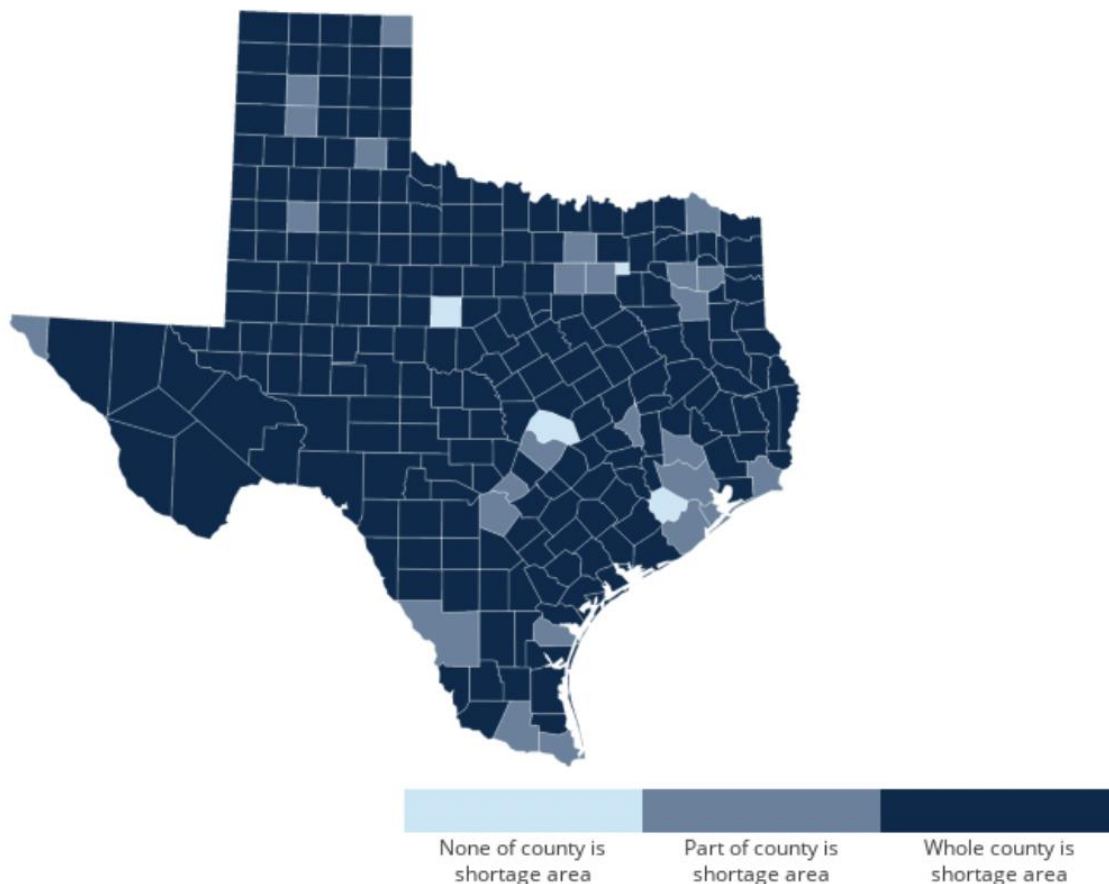 None of county is
shortage area
Part of county is
shortage area
Whole county is
shortage area